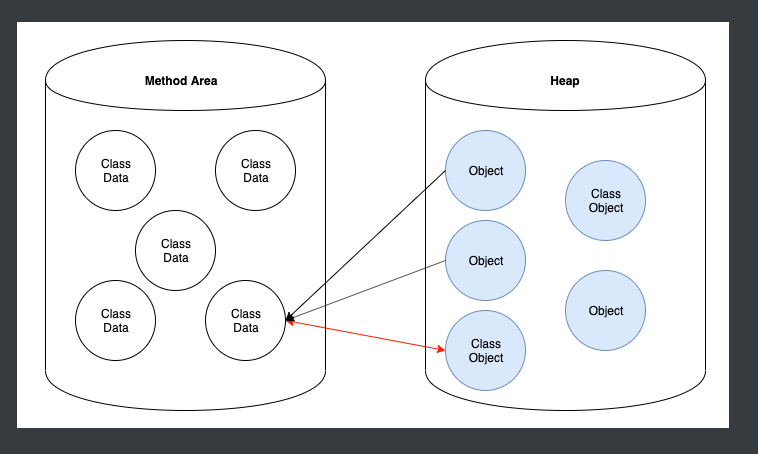 Method Area
Class
Data
Class
Data
Class
Data
Class
Data
Class
Data
Heap
Object
Class
Object
Object
Object
Class
Object